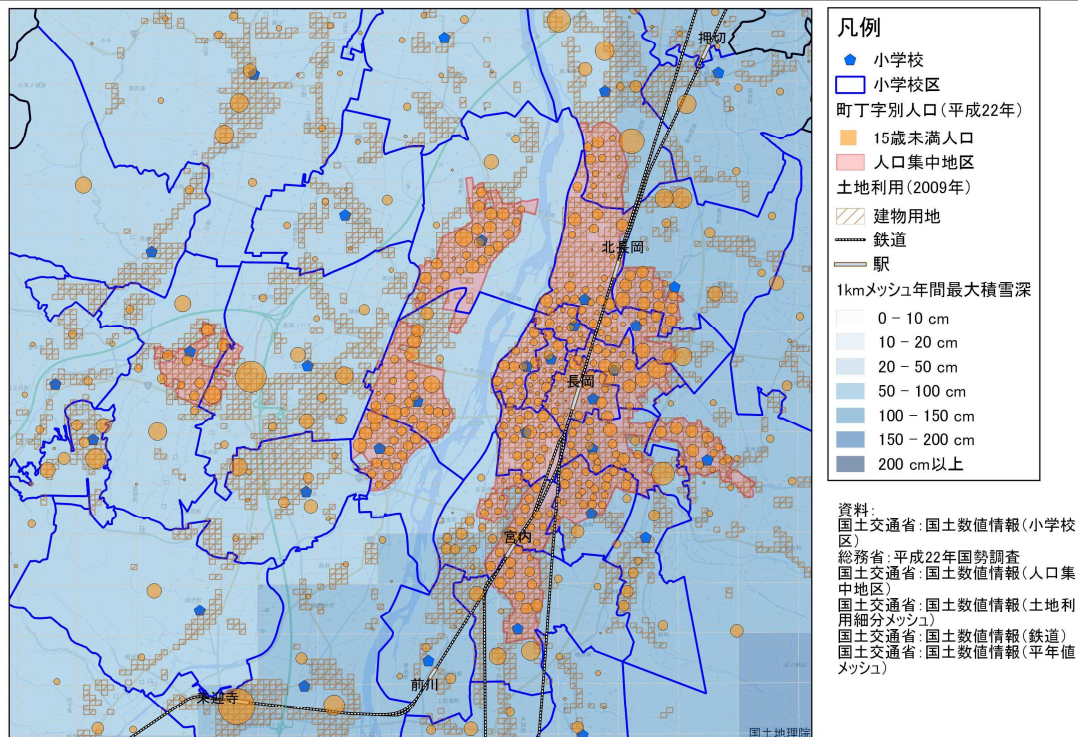 押切
北長岡
長岡
宮内
前川
来迎寺
国土地理院
凡例
小学校
小学校区
町丁字別人口(平成22年)
15歳未満人口
人口集中地区
土地利用(2009年)
建物用地
鉄道
駅
1kmメッシュ年間最大積雪深
0 - 10 cm
10 - 20 cm
20 - 50 cm
50 - 100 cm
100 - 150 cm
150 - 200 cm
200 cm以上
資料:
国土交通省:国土数値情報(小学校
区)
総務省:平成22年国勢調査
国土交通省:国土数値情報(人口集
中地区)
国土交通省:国土数値情報(土地利
用細分メッシュ)
国土交通省:国土数値情報(鉄道)
国土交通省:国土数値情報(平年値
メッシュ)